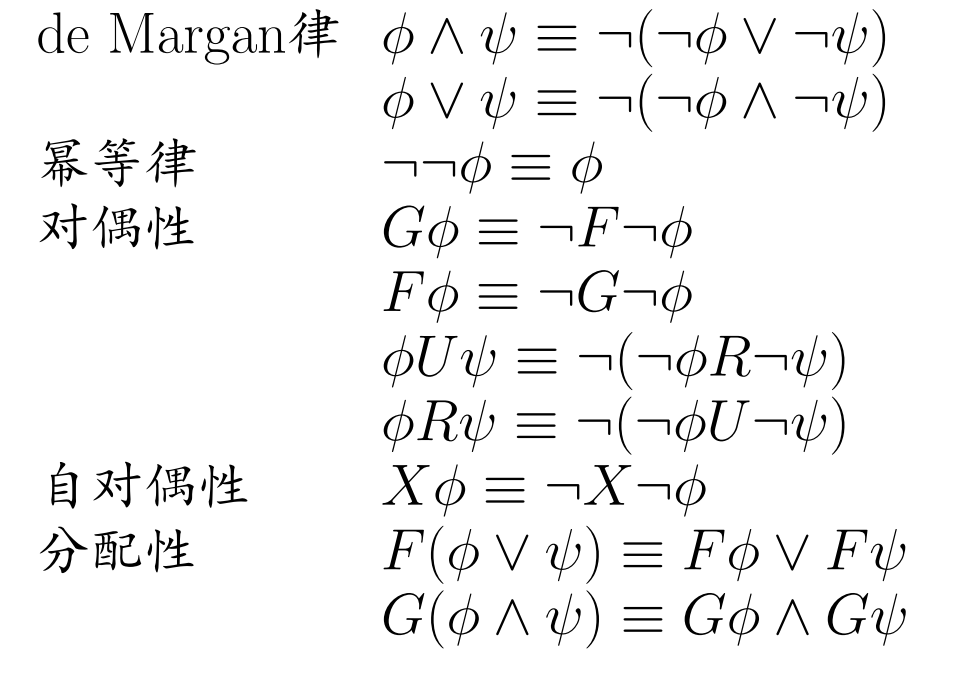 de Margan律 ϕ ∧ ψ ≡ ¬(¬ϕ ∨ ¬ψ)
ϕ ∨ ψ ≡ ¬(¬ϕ ∧ ¬ψ)
幂等律 ¬¬ϕ ≡ ϕ
对偶性 Gϕ ≡ ¬F¬ϕ
Fϕ ≡ ¬G¬ϕ
ϕUψ ≡ ¬(¬ϕR¬ψ)
ϕRψ ≡ ¬(¬ϕU¬ψ)
自对偶性 Xϕ ≡ ¬X¬ϕ
分配性 F(ϕ ∨ ψ) ≡ Fϕ ∨ Fψ
G(ϕ ∧ ψ) ≡ Gϕ ∧ Gψ